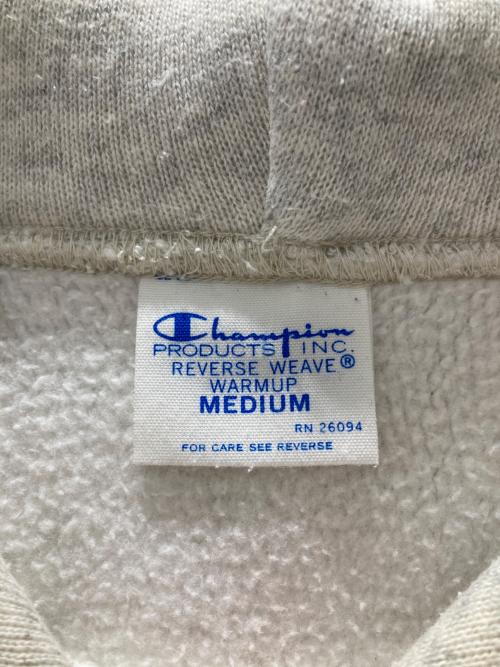 Champion
PRODUCTS INC.
REVERSE WEAVE®
WARMUP
MEDIUM
RN 26094
FOR CARE SEE REVERSE